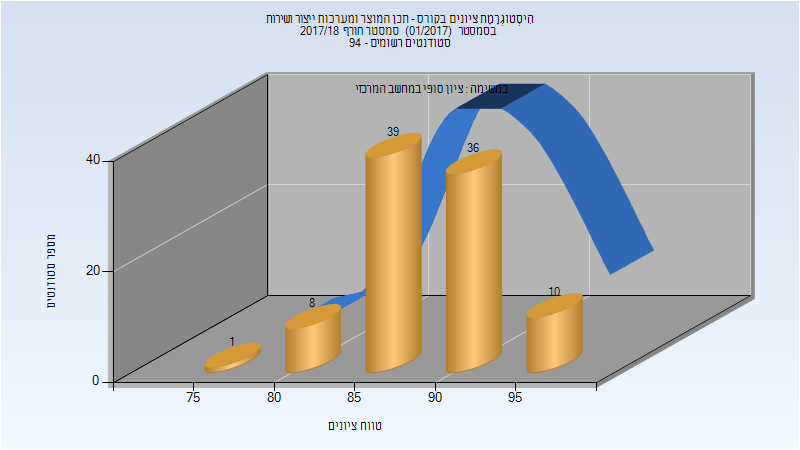 היסטוגרמת ציונים בקורס - תכן המוצר ומערכות ייצור ושירות
בסמסטר (01/2017) סמסטר חורף 2017/18
סטודנטים רשומים - 94
במשימה : ציון סופי במחשב המרכזי
39
36
40
מספר סטודנטים
20
10
8
1
0
75
80
85
90
95
טווח ציונים